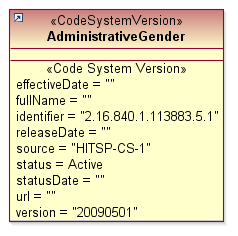 «CodeSystemVersion»
AdministrativeGender
«Code System Version»
effectiveDate = ""
fullName = ""
identifier = "2.16.840.1.113883.5.1"
releaseDate = ""
source = "HITSP-CS-1"
status = Active
statusDate = ""
url = ""
version = "20090501"